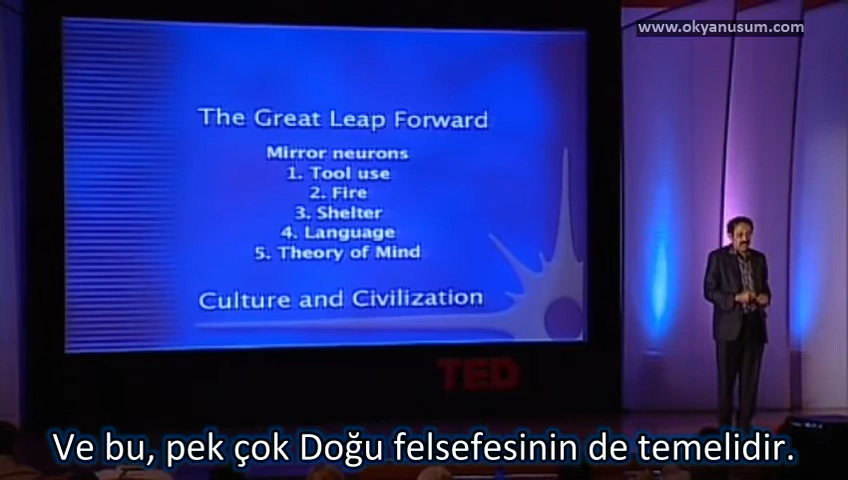 www.okyanusum.com
The Great Leap Forward
Mirror neurons
1. Tool use
2. Fire
3. Shelter
4. Language
5. Theory of Mind
Culture and Civilization
TED
Ve bu, pek çok Doğu felsefesinin de temelidir.